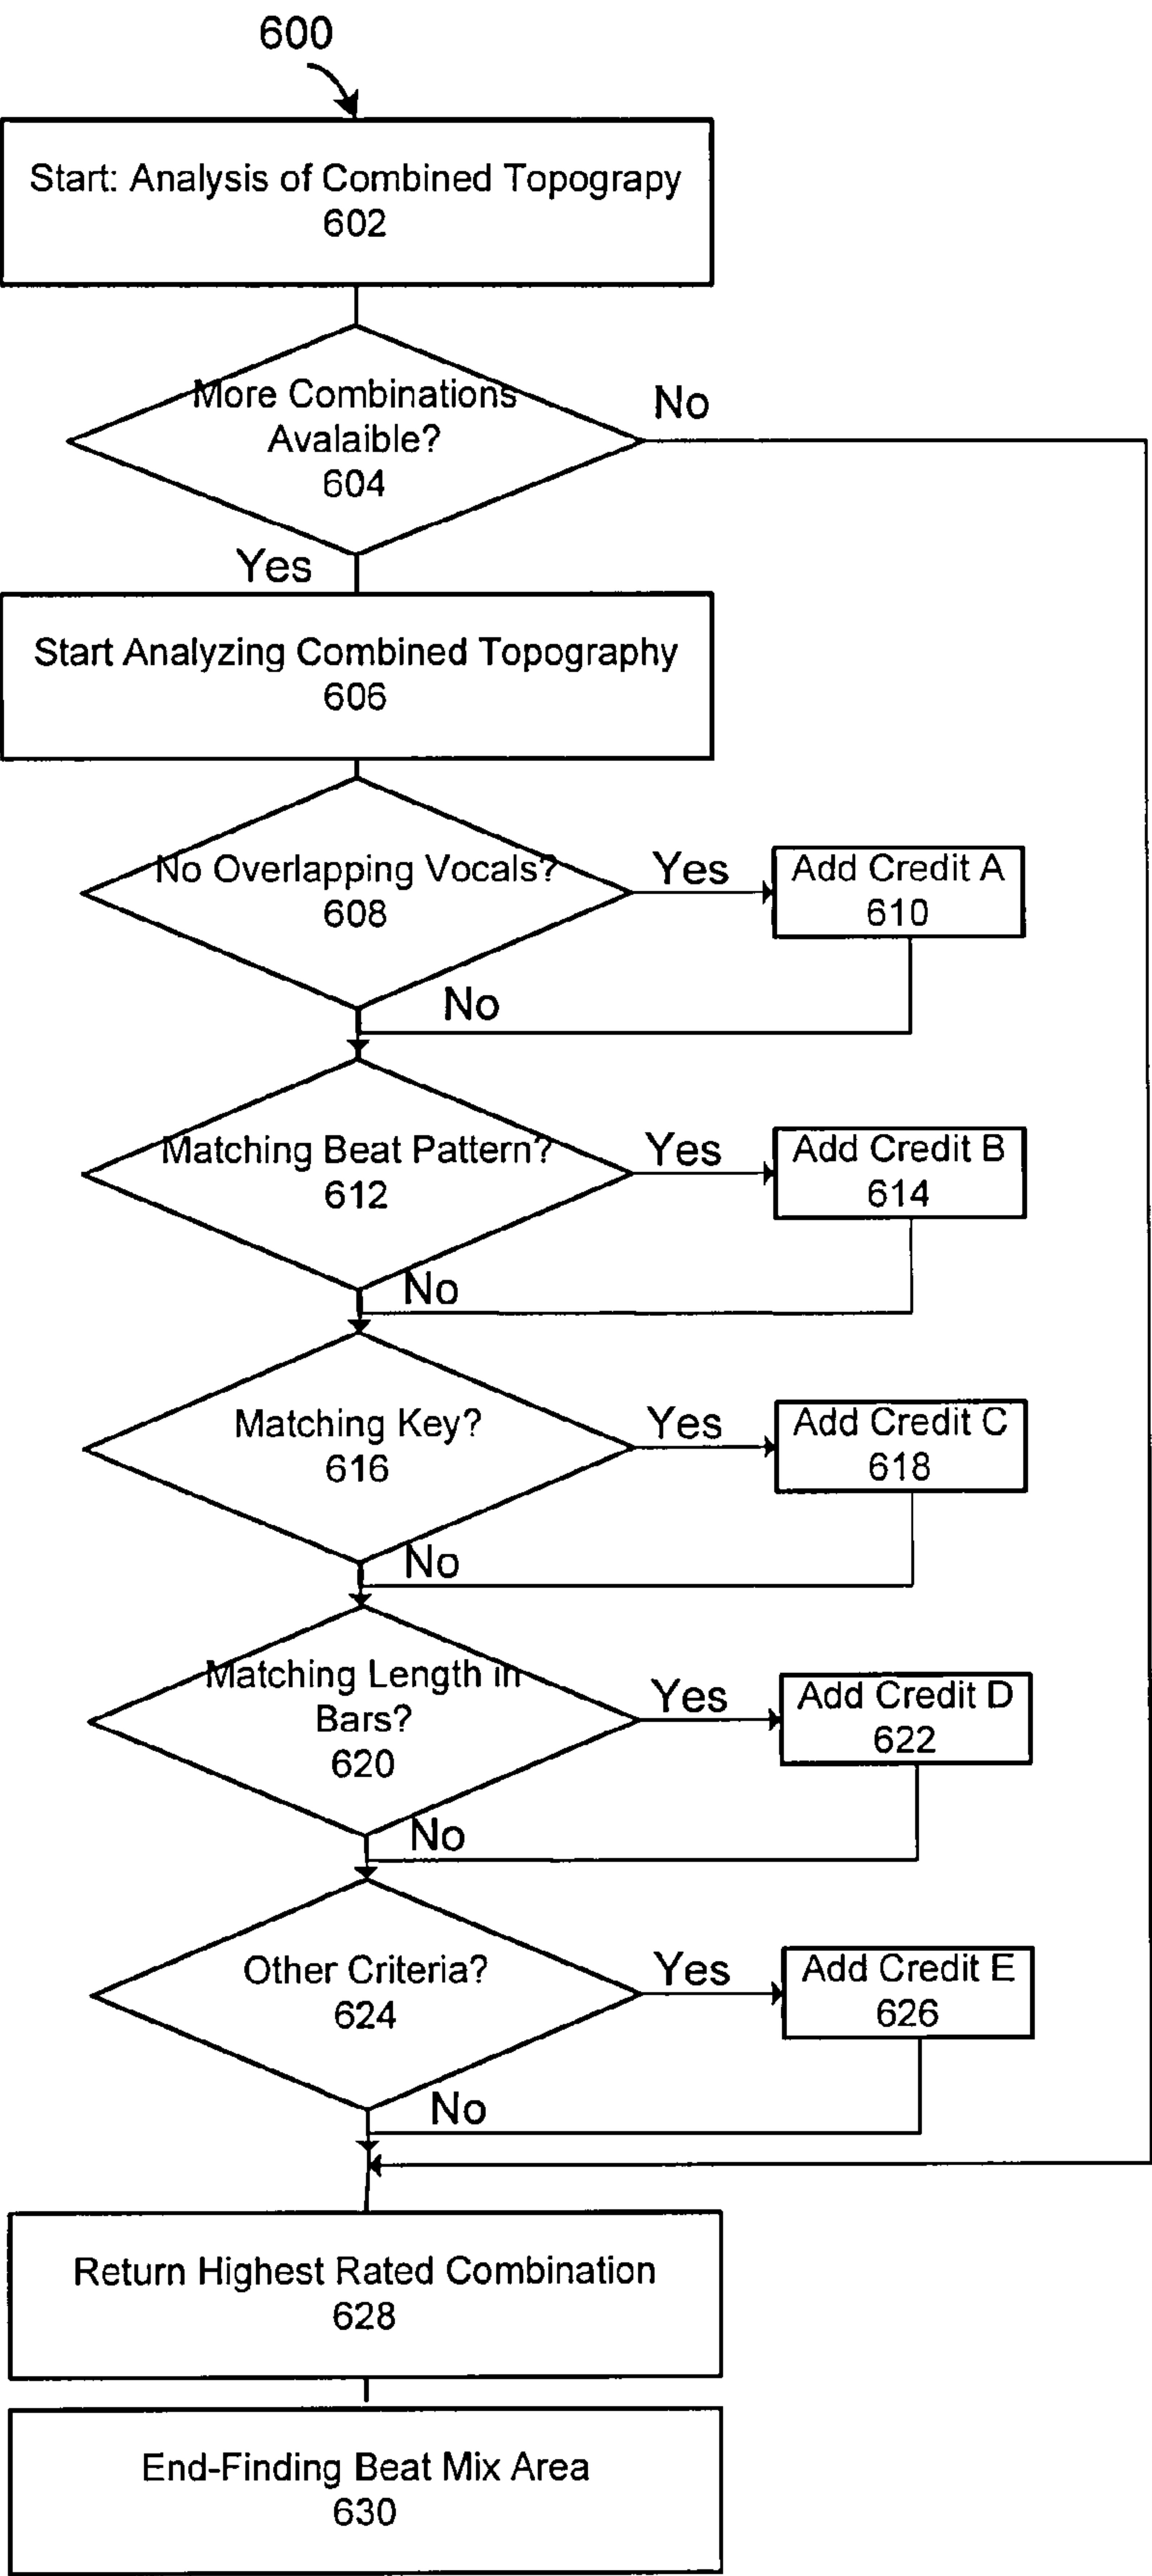 600
Start: Analysis of Combined Topograpy
602
More Combinations
Avalaible?
604
No
Yes
Start Analyzing Combined Topography
606
No Overlapping Vocals?
608
Yes
Add Credit A
610
No
Matching Beat Pattern?
612
Yes
Add Credit B
614
No
Matching Key?
616
Yes
Add Credit C
618
No
Matching Length in
Bars?
620
Yes
Add Credit D
622
No
Other Criteria?
624
Yes
Add Credit E
626
No
Return Highest Rated Combination
628
End-Finding Beat Mix Area
630